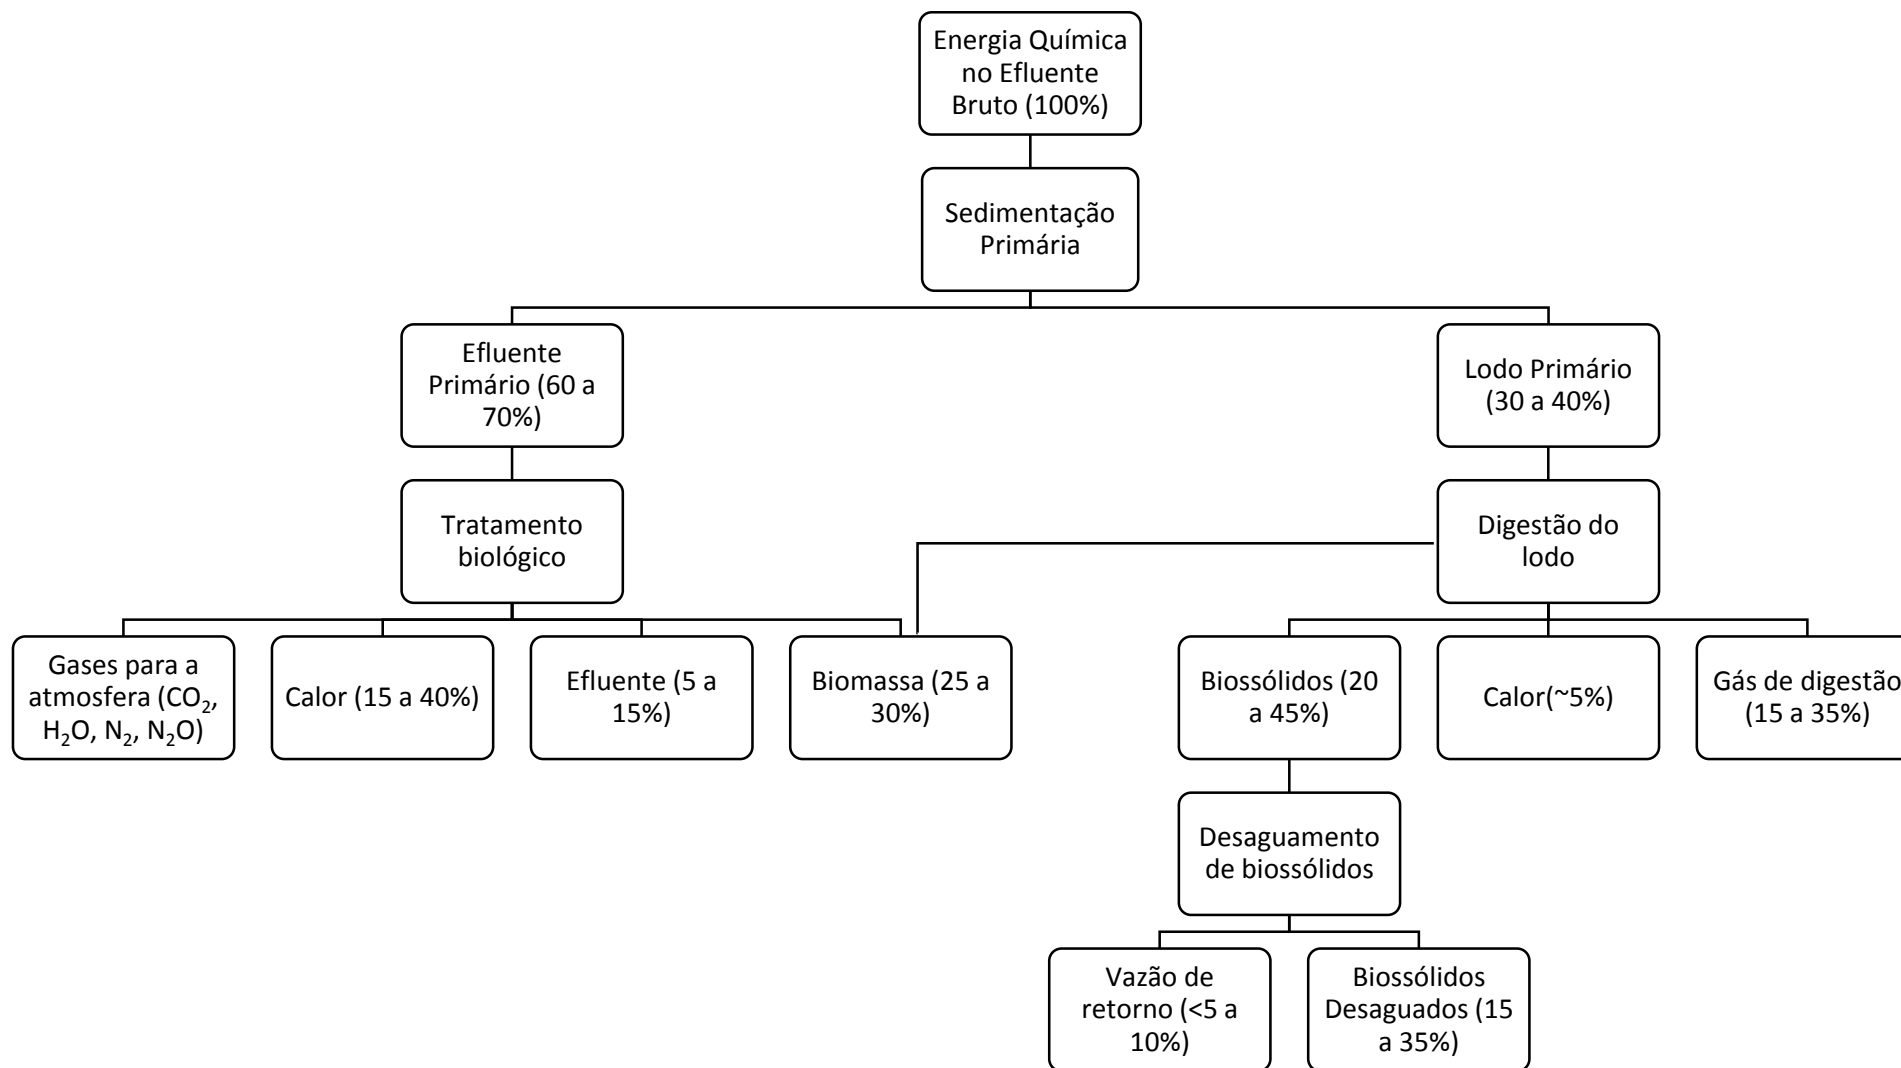 Energia Química
no Efluente
Bruto (100%)
Sedimentação
Primária
Efluente
Primário (60 a
70%)
Lodo Primário
(30 a 40%)
Tratamento
biológico
Digestão do
lodo
Gases para a
atmosfera (CO₂,
H₂O, N₂, N₂O)
Calor (15 a 40%)
Efluente (5 a
15%)
Biomassa (25 a
30%)
Biossólidos (20
a 45%)
Calor(~5%)
Gás de digestão
(15 a 35%)
Desaguamento
de biossólidos
Vazão de
retorno (<5 a
10%)
Biossólidos
Desaguados (15
a 35%)